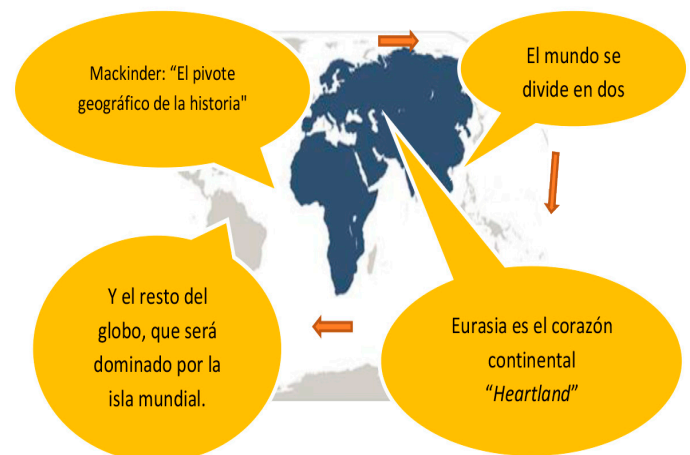 Mackinder: “El pivote
geográfico de la historia"
El mundo se
divide en dos
Eurasia es el corazón
continental
“Heartland”
Y el resto del
globo, que será
dominado por la
isla mundial.